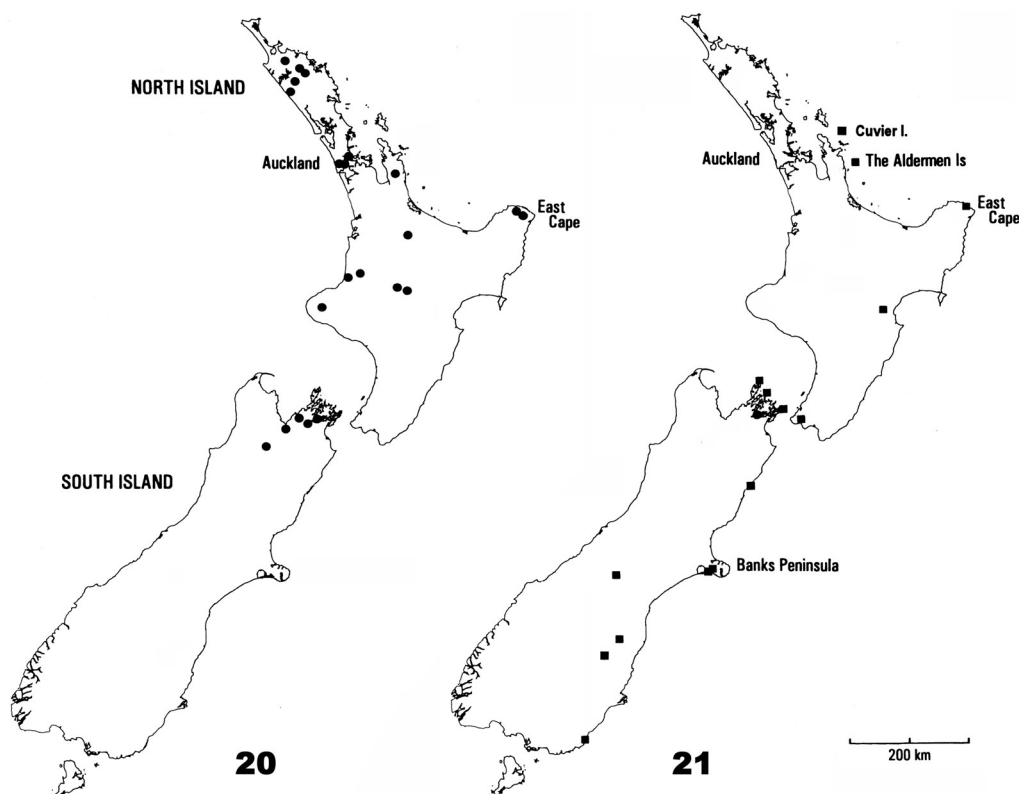 NORTH ISLAND
Auckland
East
Cape
SOUTH ISLAND
20
Auckland
Cuvier I.
The Aldermen Is
East
Cape
Banks Peninsula
21
200 km